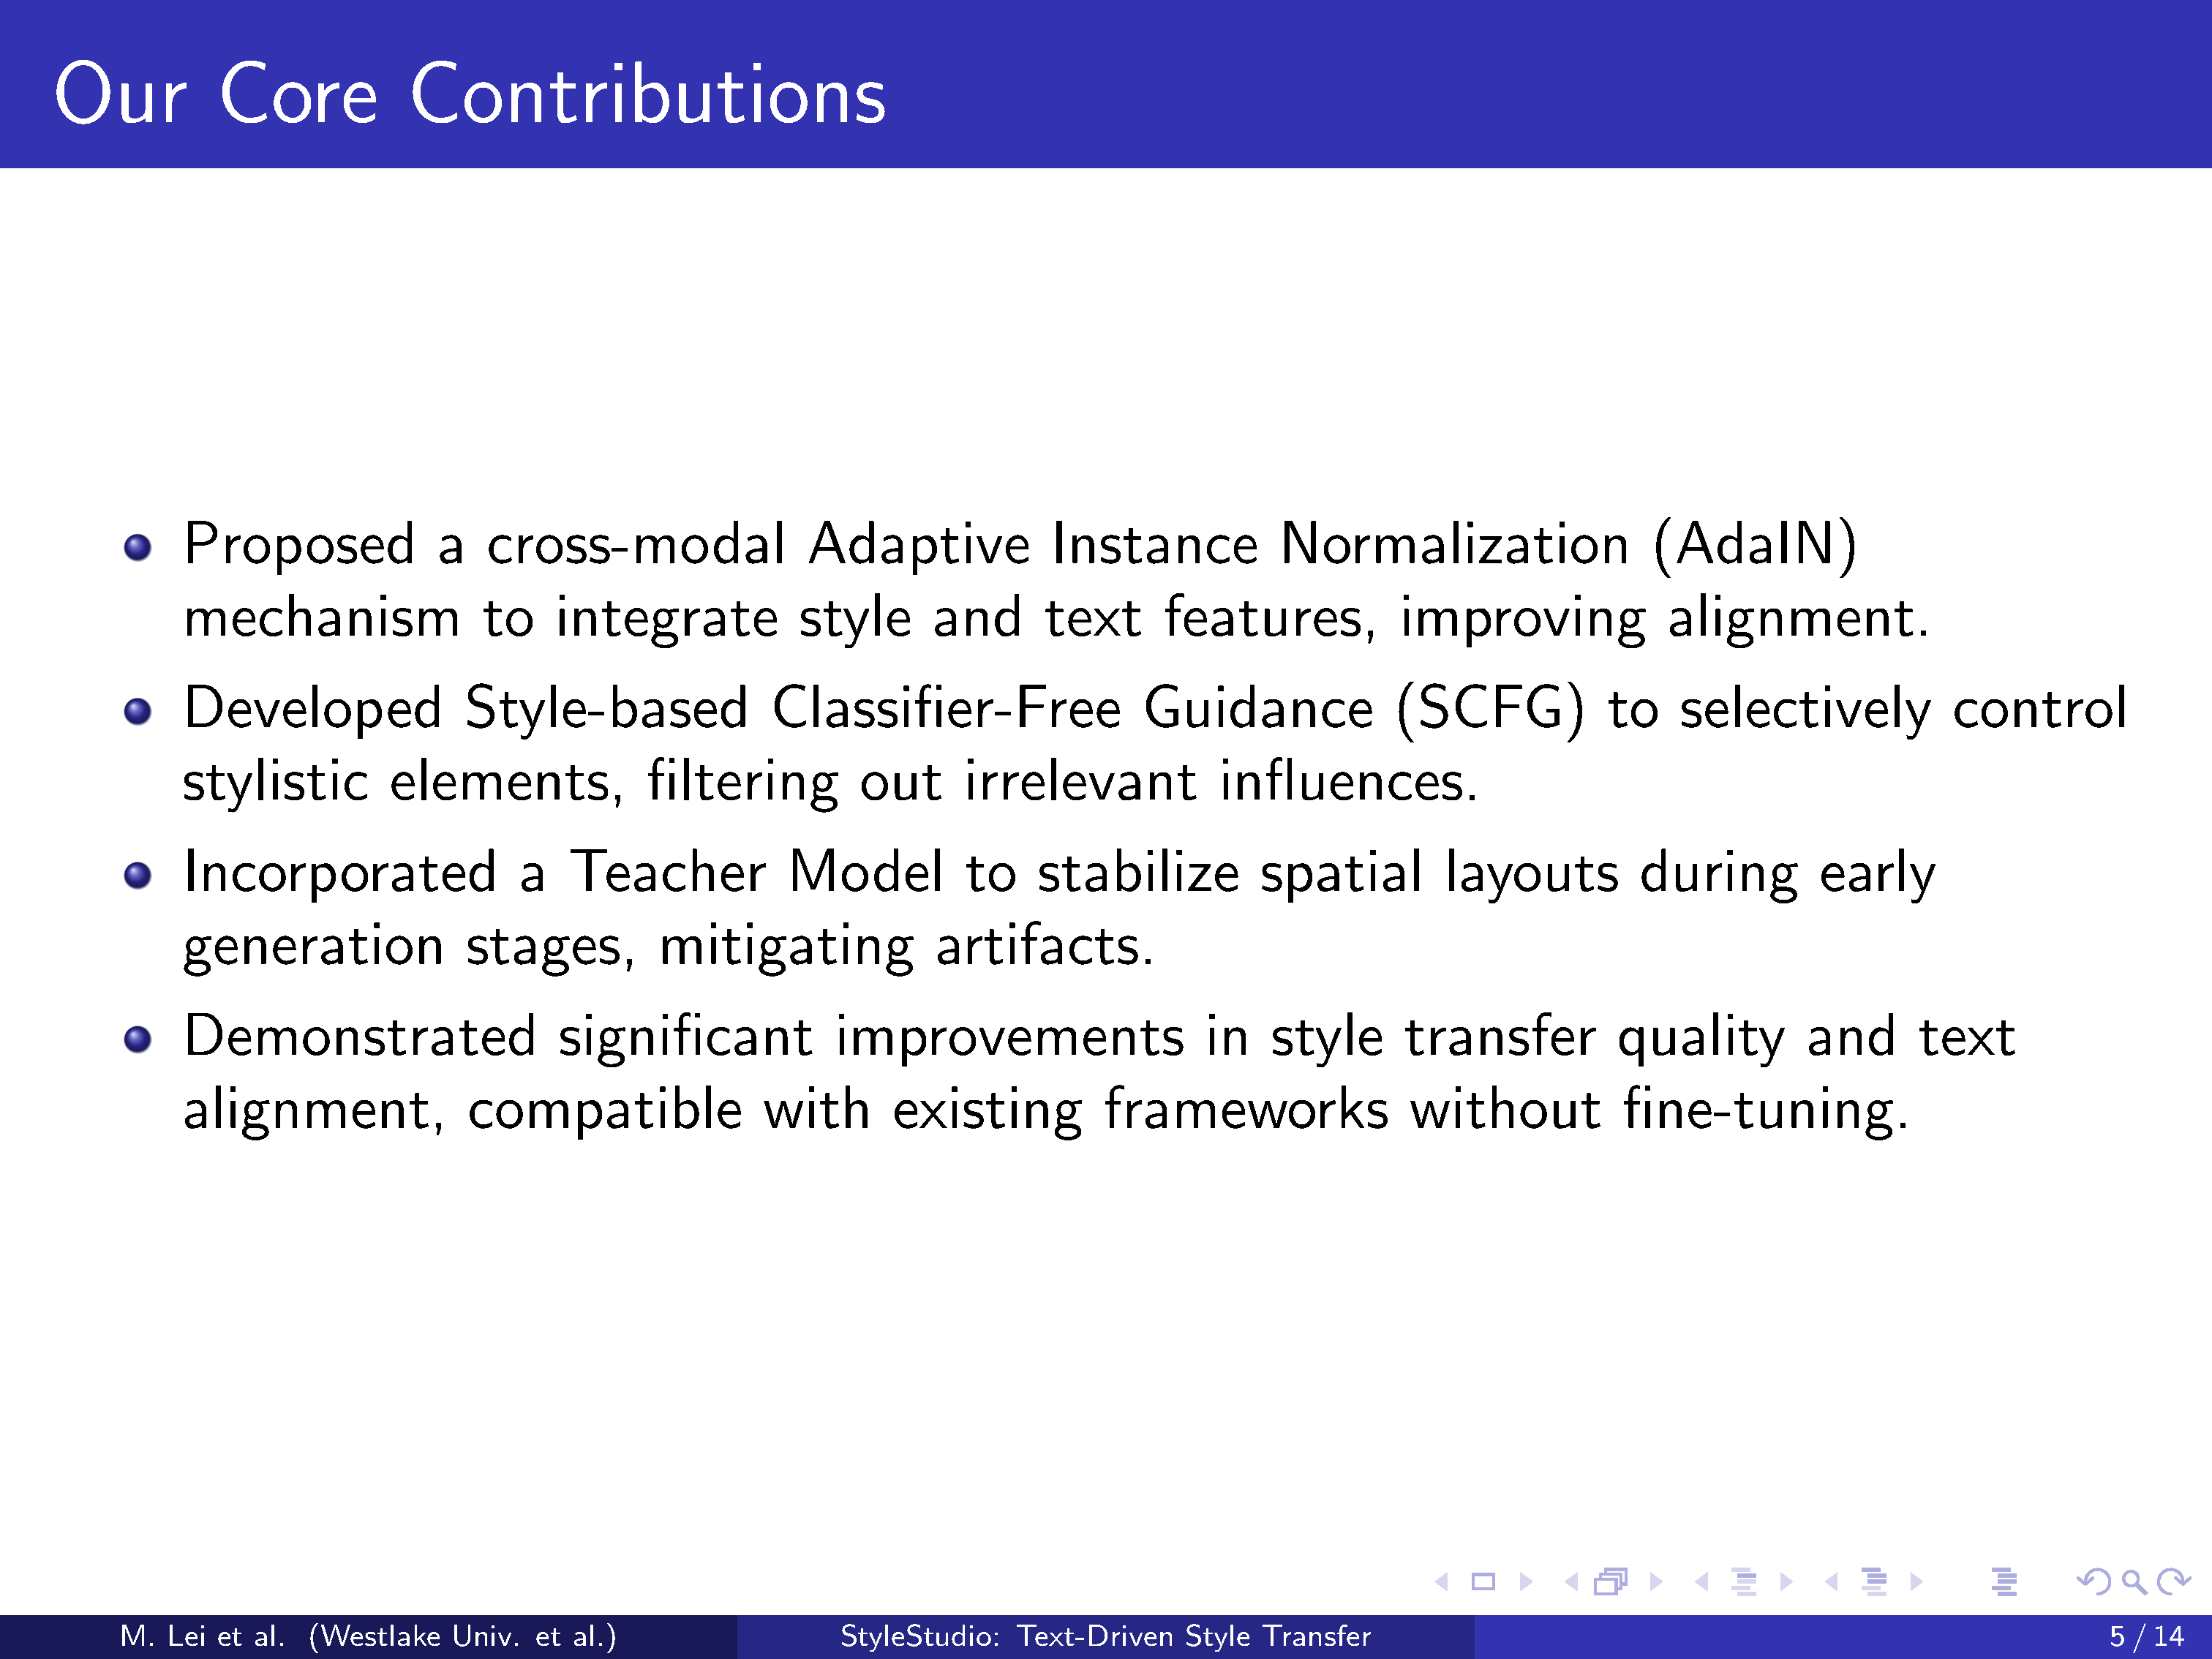 Our Core Contributions
Proposed a cross-modal Adaptive Instance Normalization (AdaIN)
mechanism to integrate style and text features, improving alignment.
Developed Style-based Classifier-Free Guidance (SCFG) to selectively control
stylistic elements, filtering out irrelevant influences.
Incorporated a Teacher Model to stabilize spatial layouts during early
generation stages, mitigating artifacts.
Demonstrated significant improvements in style transfer quality and text
alignment, compatible with existing frameworks without fine-tuning.
M. Lei et al. (Westlake Univ. et al.)
StyleStudio: Text-Driven Style Transfer
5 / 14